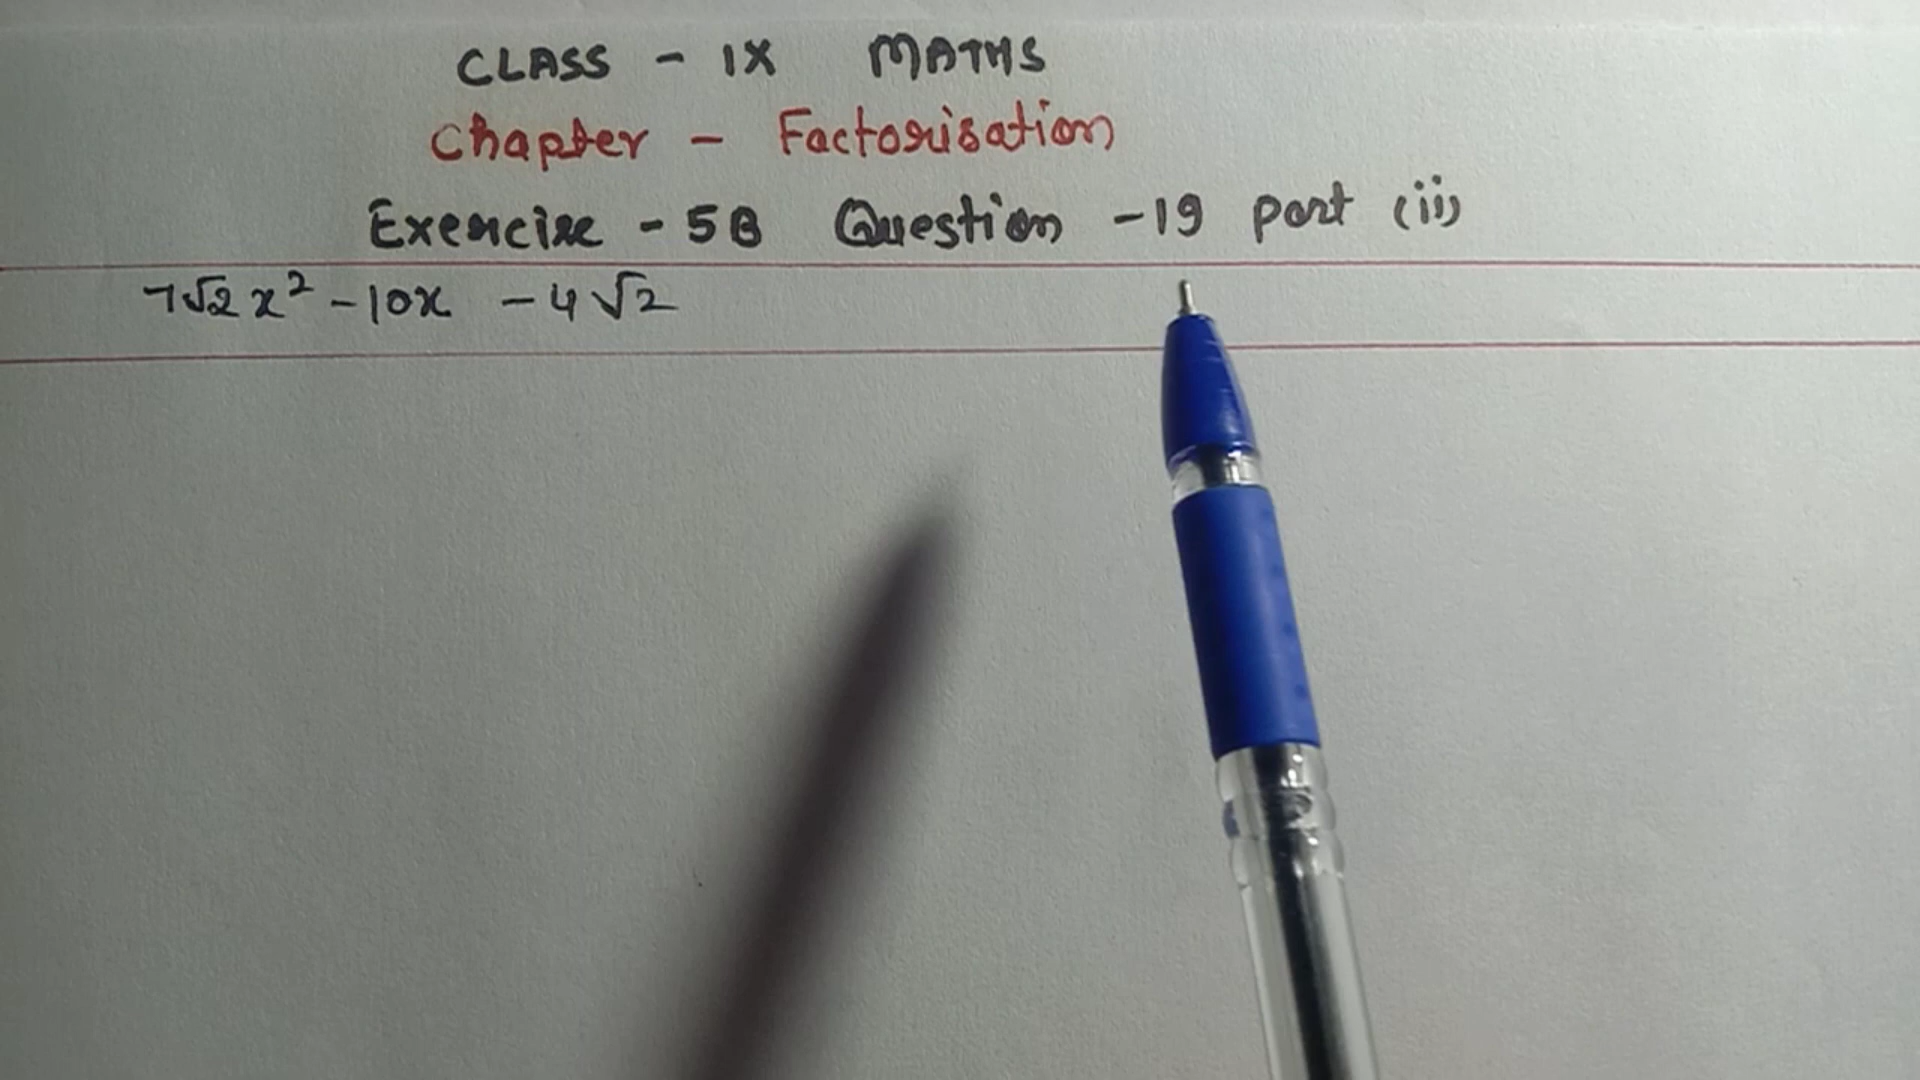 CLASS - IX MATHS
Chapter - Factorisation
Exercise - 5B Question - 19 part (ii)
7√2 x² - 10x - 4√2